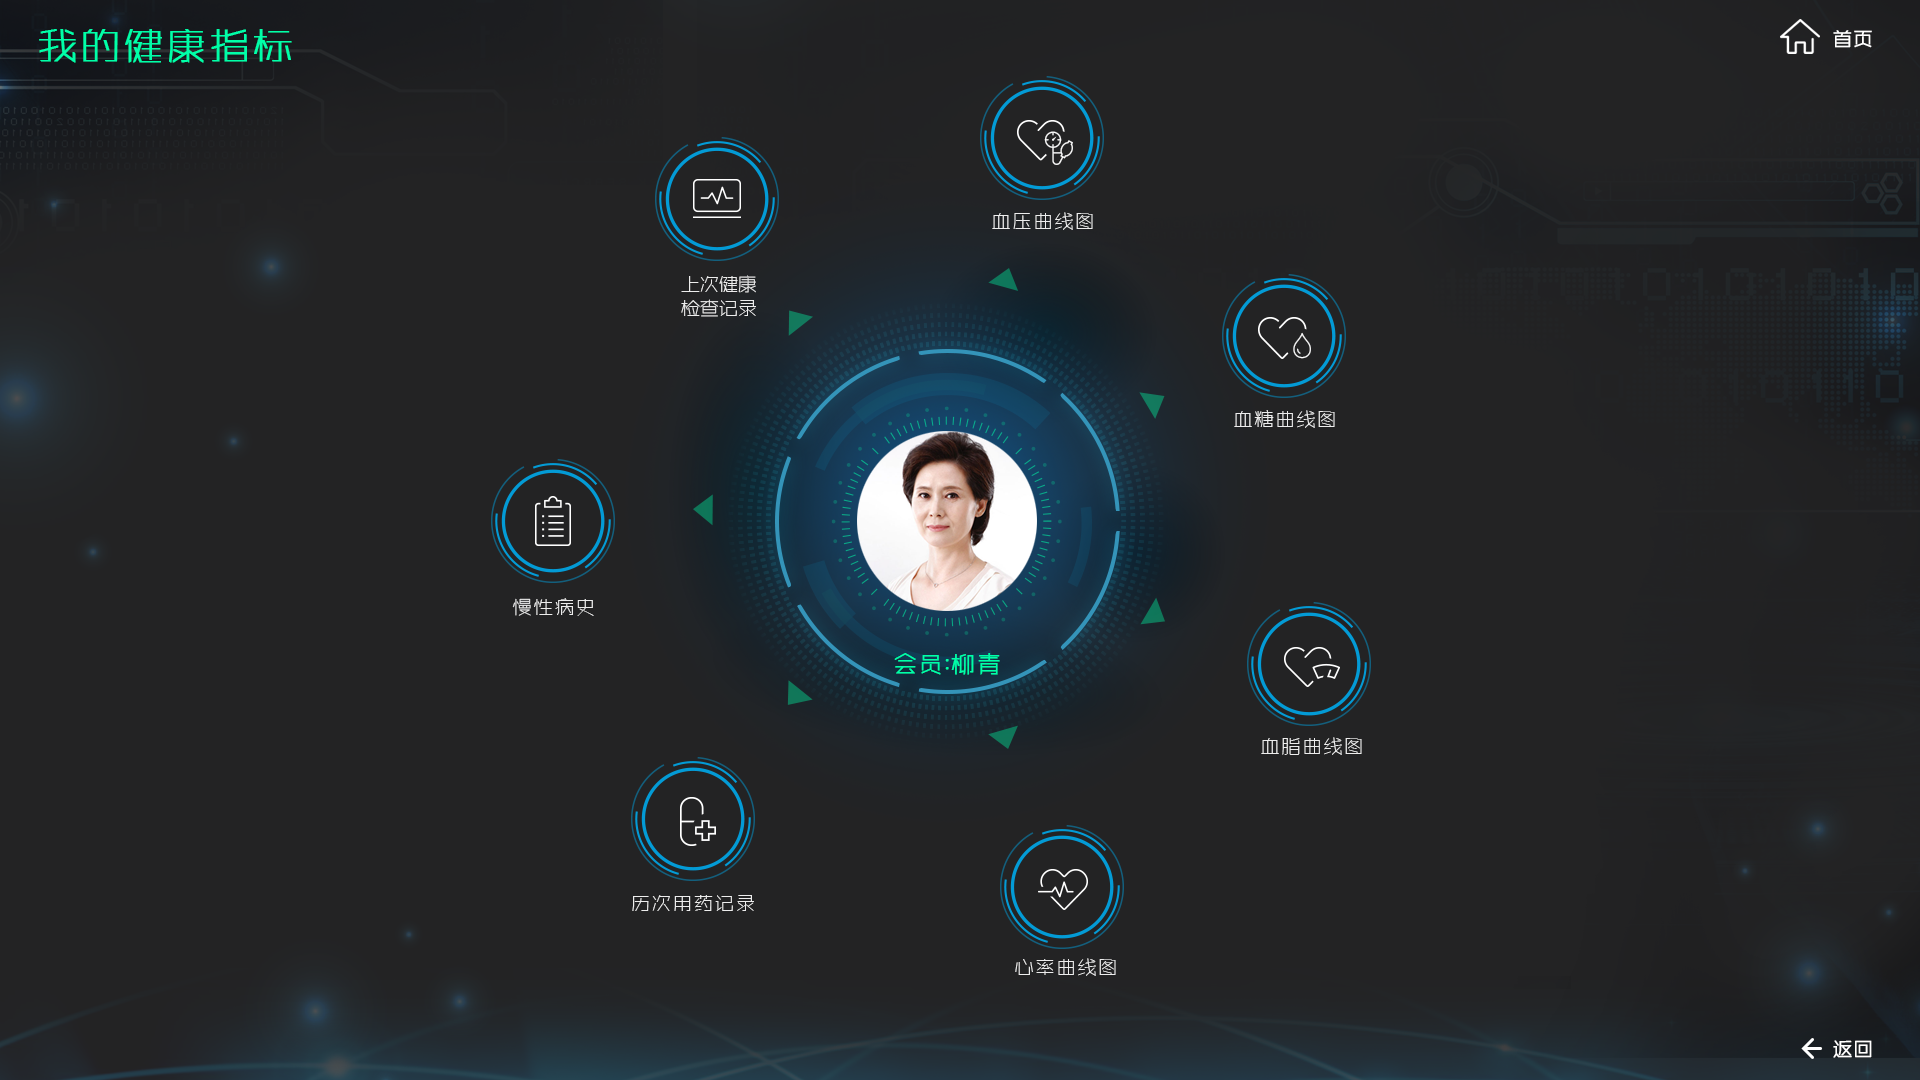 我的健康指标
首页
血压曲线图
上次健康
检查记录
血糖曲线图
慢性病史
会员:柳青
血脂曲线图
历次用药记录
心率曲线图
返回